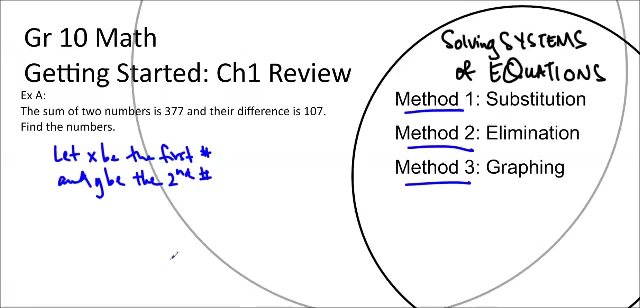 Gr 10 Math
Getting Started: Ch1 Review
Ex A:
The sum of two numbers is 377 and their difference is 107.
Find the numbers.
Let x be the first #
and y be the 2nd #
Solving SYSTEMS
of EQUATIONS
Method 1: Substitution
Method 2: Elimination
Method 3: Graphing